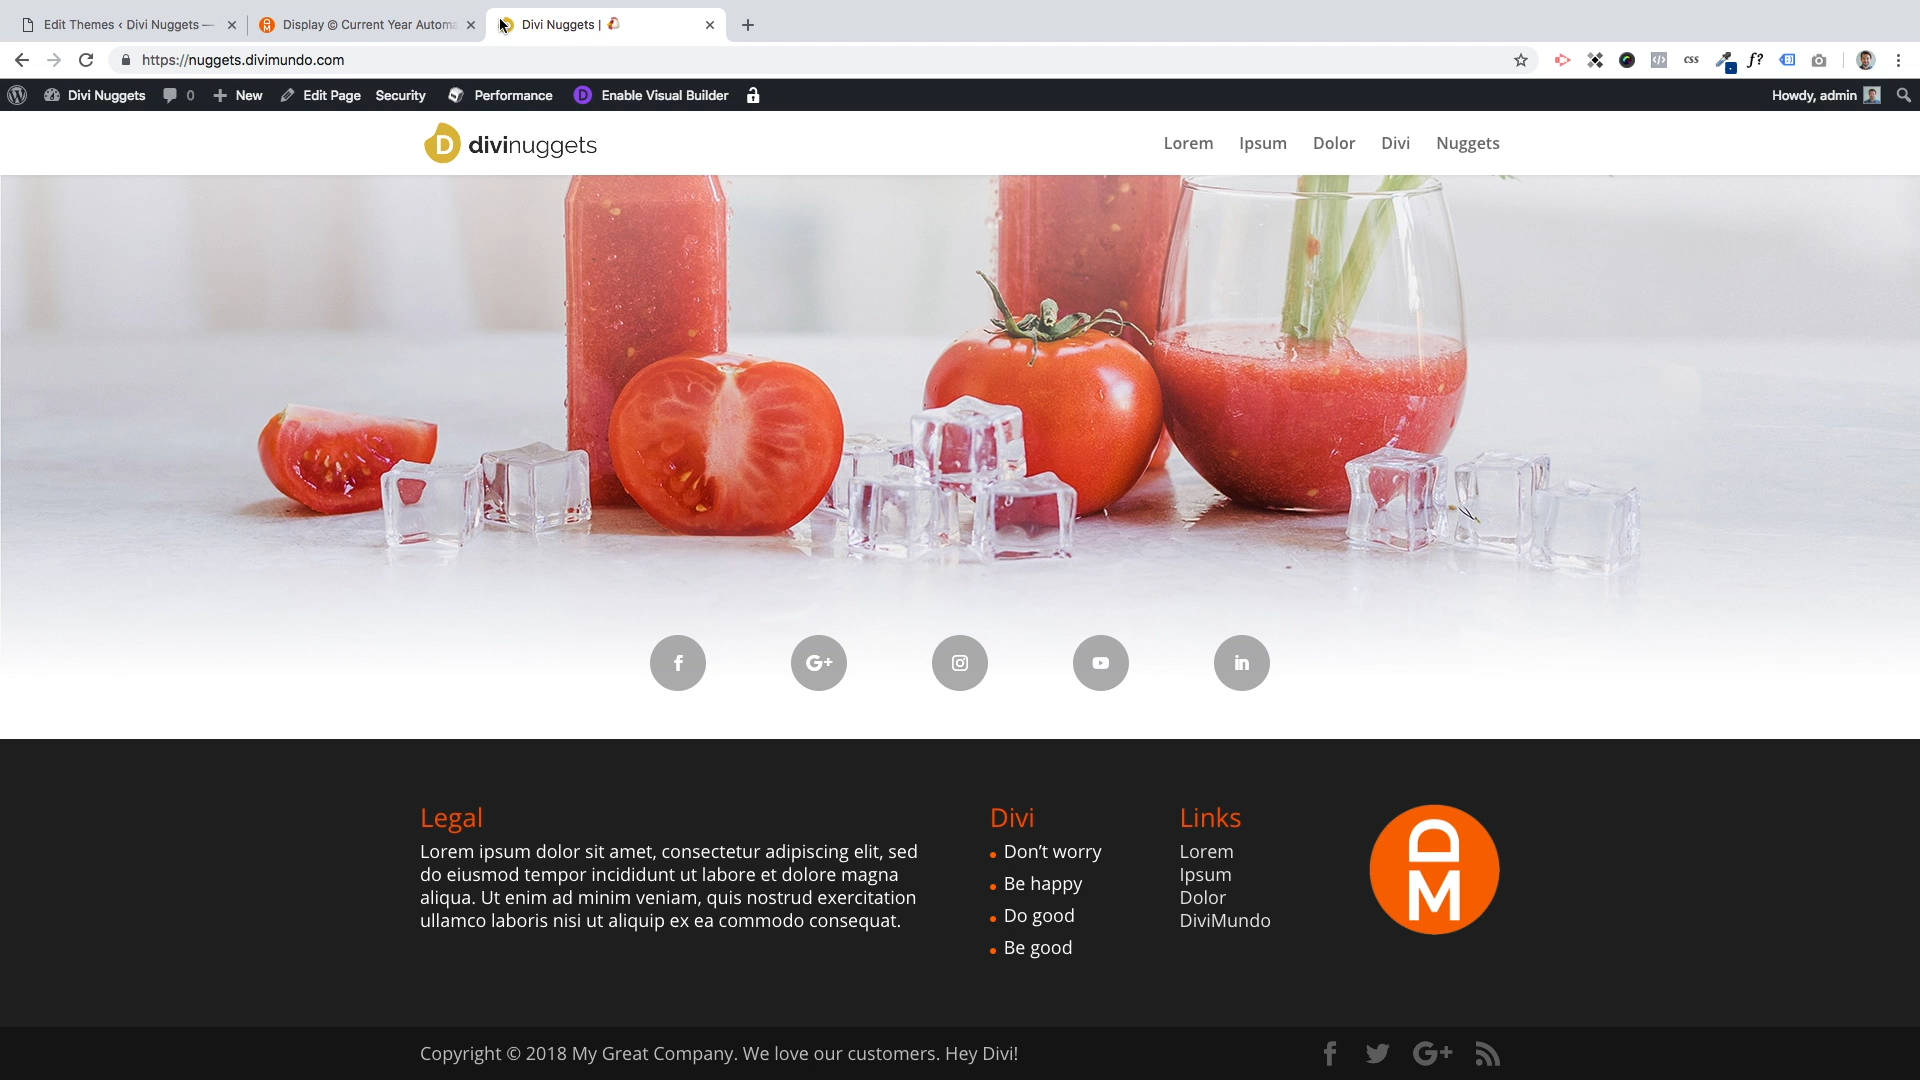 Edit Themes ‹ Divi Nuggets —
Display © Current Year Automa
Divi Nuggets |
https://nuggets.divimundo.com
css
f?
Divi Nuggets
0
New
Edit Page
Security
Performance
D
Enable Visual Builder
Howdy, admin
D divinuggets
Lorem
Ipsum
Dolor
Divi
Nuggets
f
G+
in
Legal
Lorem ipsum dolor sit amet, consectetur adipiscing elit, sed
do eiusmod tempor incididunt ut labore et dolore magna
aliqua. Ut enim ad minim veniam, quis nostrud exercitation
ullamco laboris nisi ut aliquip ex ea commodo consequat.
Divi
Don’t worry
Be happy
Do good
Be good
Links
Lorem
Ipsum
Dolor
DiviMundo
D
M
Copyright © 2018 My Great Company. We love our customers. Hey Divi!
f
G+